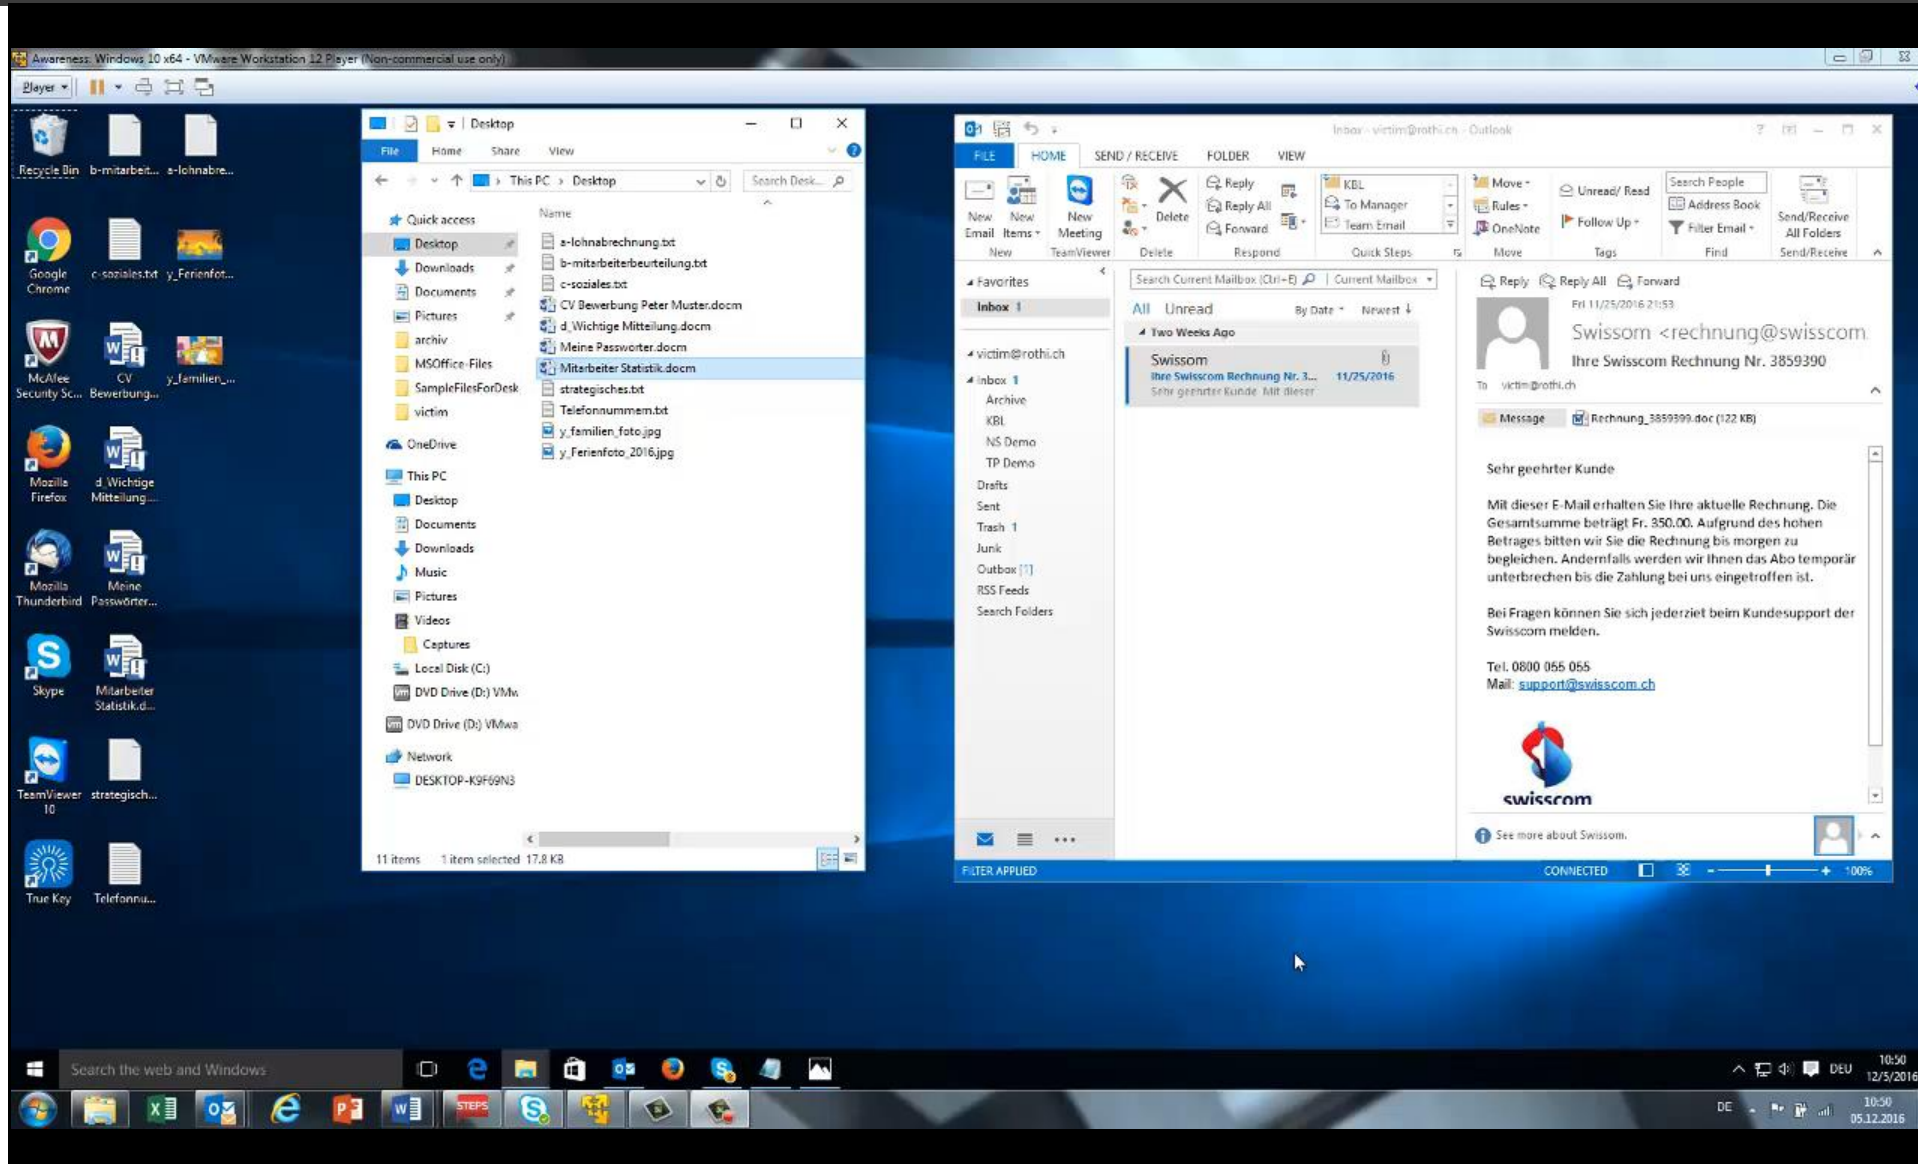 Awareness: Windows 10 x64 - VMware Workstation 12 Player (Non-commercial use only)
Player
Recycle Bin
b-mitarbeit...
a-lohnabre...
Google Chrome
c-soziales.txt
y_Ferienfot...
McAfee Security Sc...
CV Bewerbung...
y_familien_...
Mozilla Firefox
d_Wichtige Mitteilung....
Mozilla Thunderbird
Meine Passwörter...
Skype
Mitarbeiter Statistik.d...
TeamViewer 10
strategisch...
True Key
Telefonnu...
Desktop
File Home Share View
This PC > Desktop
Search Desk...
Name
Quick access
Desktop
Downloads
Documents
Pictures
archiv
MSOffice-Files
SampleFilesForDesk
victim
OneDrive
This PC
Desktop
Documents
Downloads
Music
Pictures
Videos
Captures
Local Disk (C:)
DVD Drive (D:) VMw
DVD Drive (D:) VMwa
Network
DESKTOP-K9F69N3
a-lohnabrechnung.txt
b-mitarbeiterbeurteilung.txt
c-soziales.txt
CV Bewerbung Peter Muster.docm
d_Wichtige Mitteilung.docm
Meine Passwörter.docm
Mitarbeiter Statistik.docm
strategisches.txt
Telefonnummern.txt
y_familien_foto.jpg
y_Ferienfoto_2016.jpg
11 items 1 item selected 17.8 KB
Inbox - victim@rothi.ch - Outlook
FILE HOME SEND / RECEIVE FOLDER VIEW
New Email
New Items
New Meeting
Delete
Reply
Reply All
Forward
KBL
To Manager
Team Email
Move
Rules
OneNote
Unread/ Read
Follow Up
Search People
Address Book
Filter Email
Send/Receive All Folders
New TeamViewer Delete Respond Quick Steps Move Tags Find Send/Receive
Favorites
Inbox 1
victim@rothi.ch
Inbox 1
Archive
KBL
NS Demo
TP Demo
Drafts
Sent
Trash 1
Junk
Outbox [1]
RSS Feeds
Search Folders
Search Current Mailbox (Ctrl+E) Current Mailbox
All Unread By Date Newest
Two Weeks Ago
Swissom
Ihre Swisscom Rechnung Nr. 3... 11/25/2016
Sehr geehrter Kunde Mit dieser
Reply Reply All Forward
Fri 11/25/2016 21:53
Swissom <rechnung@swisscom.
Ihre Swisscom Rechnung Nr. 3859390
To victim@rothi.ch
Message Rechnung_3859399.doc (122 KB)
Sehr geehrter Kunde
Mit dieser E-Mail erhalten Sie Ihre aktuelle Rechnung. Die
Gesamtsumme beträgt Fr. 350.00. Aufgrund des hohen
Betrages bitten wir Sie die Rechnung bis morgen zu
begleichen. Andernfalls werden wir Ihnen das Abo temporär
unterbrechen bis die Zahlung bei uns eingetroffen ist.
Bei Fragen können Sie sich jederziet beim Kundesupport der
Swisscom melden.
Tel. 0800 055 055
Mail: support@swisscom.ch
swisscom
See more about Swissom.
FILTER APPLIED
CONNECTED
100%
Search the web and Windows
DEU
10:50
12/5/2016
STEPS
DE
10:50
05.12.2016